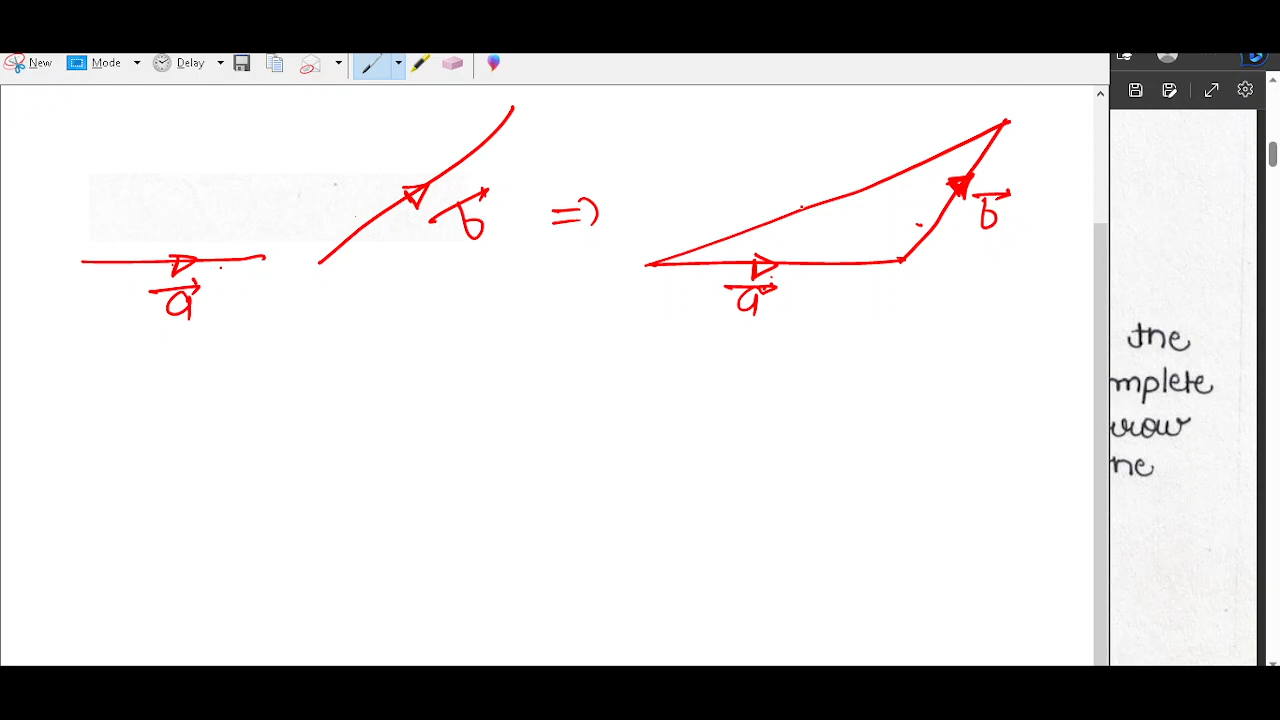 New Mode Delay
b⃗ ⇒ b⃗
a⃗ a⃗
the
mplete
rrow
ne